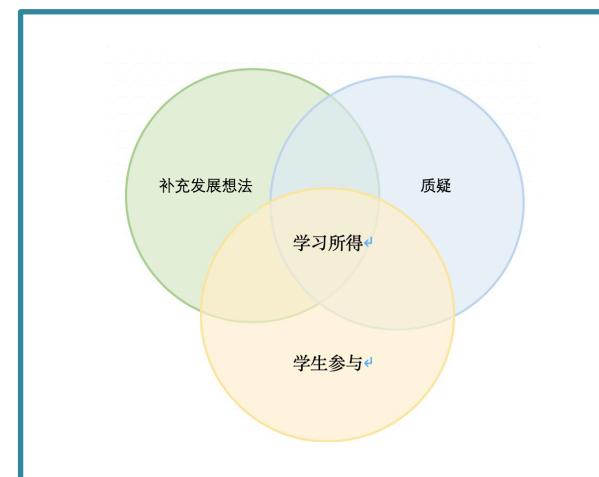 补充发展想法
质疑
学习所得
学生参与